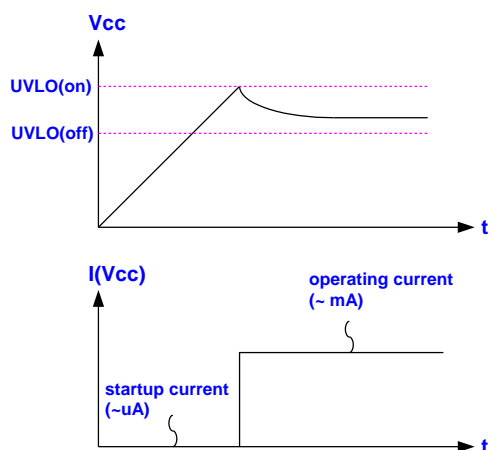 Vcc
UVLO(on)
UVLO(off)
t
I(Vcc)
operating current
(~ mA)
startup current
(~uA)
t